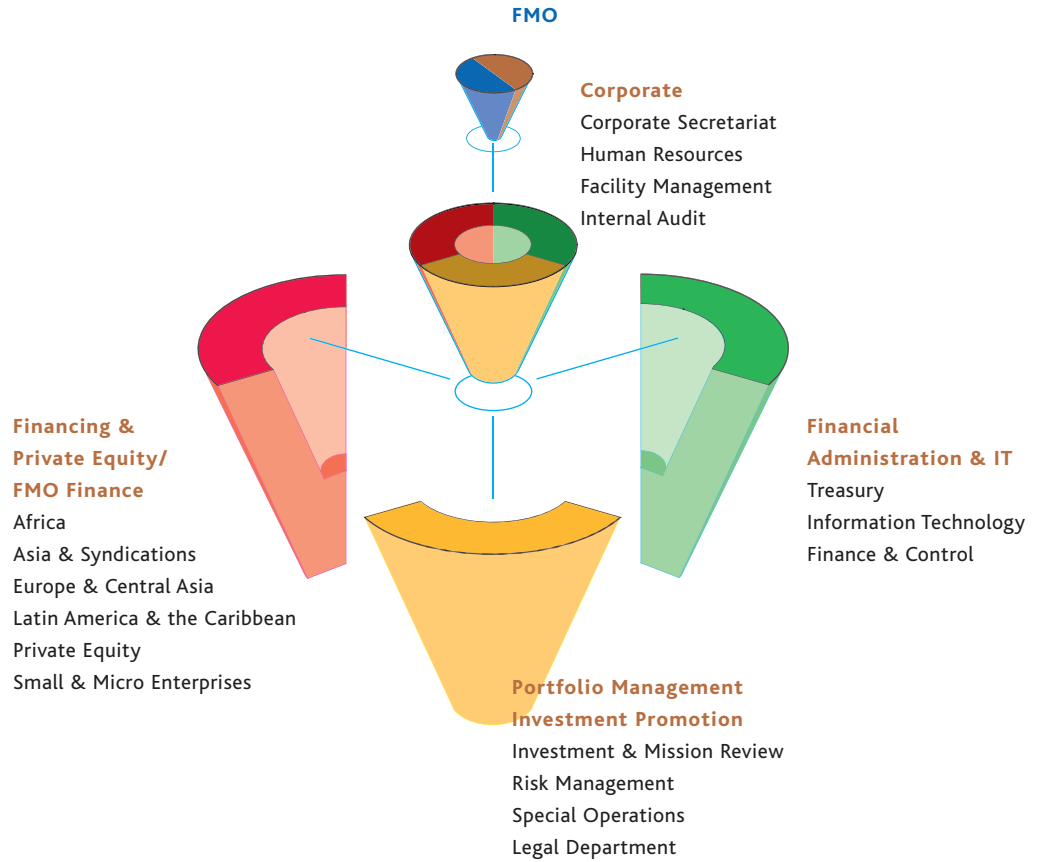 FMO
Corporate
Corporate Secretariat
Human Resources
Facility Management
Internal Audit
Financing &
Private Equity/
FMO Finance
Africa
Asia & Syndications
Europe & Central Asia
Latin America & the Caribbean
Private Equity
Small & Micro Enterprises
Financial
Administration & IT
Treasury
Information Technology
Finance & Control
Portfolio Management
Investment Promotion
Investment & Mission Review
Risk Management
Special Operations
Legal Department